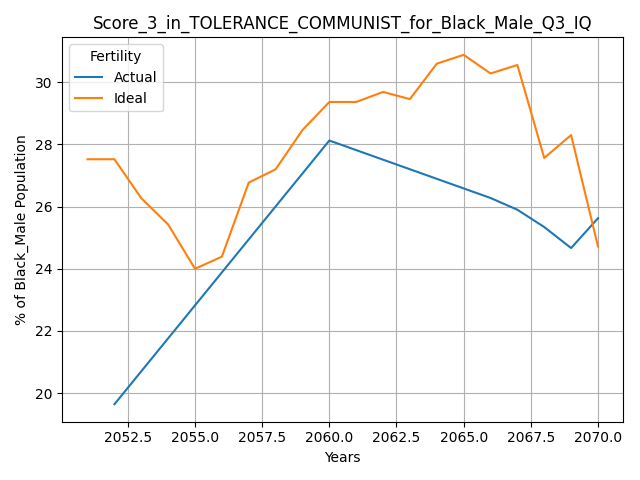 Score_3_in_TOLERANCE_COMMUNIST_for_Black_Male_Q3_IQ
Fertility
Actual
Ideal
% of Black_Male Population
30
28
26
24
22
20
2052.5 2055.0 2057.5 2060.0 2062.5 2065.0 2067.5 2070.0
Years